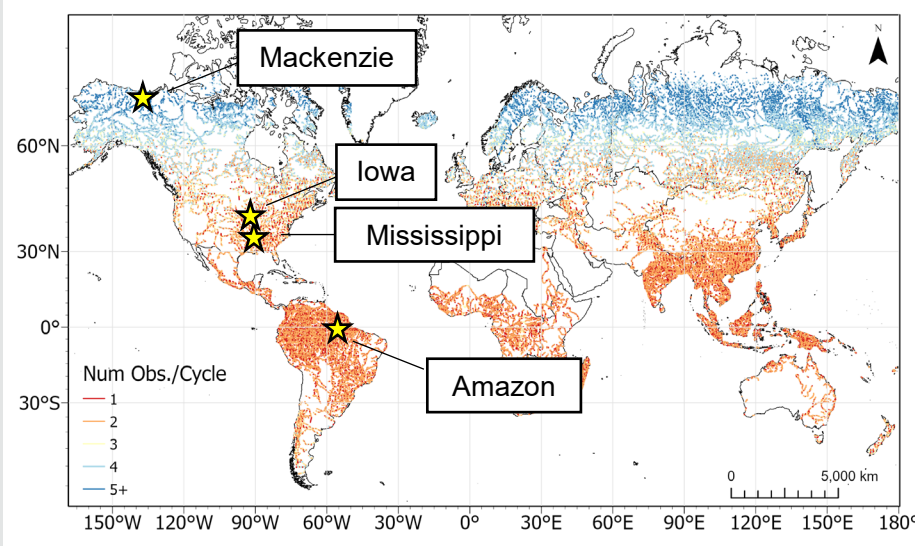 N
Mackenzie
60°N
Iowa
Mississippi
30°N
0°
Amazon
Num Obs./Cycle
1
2
3
4
5+
30°S
0 5,000 km
150°W 120°W 90°W 60°W 30°W 0° 30°E 60°E 90°E 120°E 150°E 180°